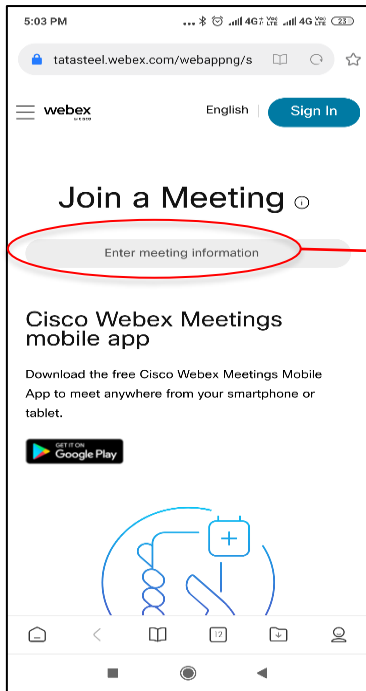 5:03 PM
4G 4G 23
tatasteel.webex.com/webappng/s
webex
English
Sign In
Join a Meeting
Enter meeting information
Cisco Webex Meetings
mobile app
Download the free Cisco Webex Meetings Mobile
App to meet anywhere from your smartphone or
tablet.
GET IT ON
Google Play
12